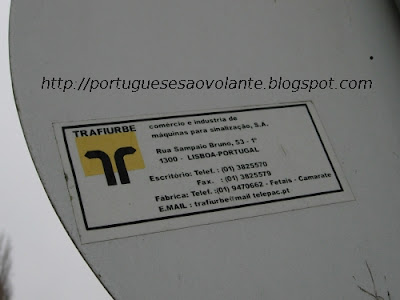 http://portuguesesaovolante.blogspot.com
TRAFIURBE
comércio e industria de
máquinas para sinalização, S.A.
Rua Sampaio Bruno, 53 - 1º
1300 - LISBOA-PORTUGAL
Escritório: Telef. : (01) 3825570
Fax. : (01) 3825579
Fábrica: Telef. :(01) 9470662 - Fetais - Camarate
E.MAIL : trafiurbe@mail telepac.pt